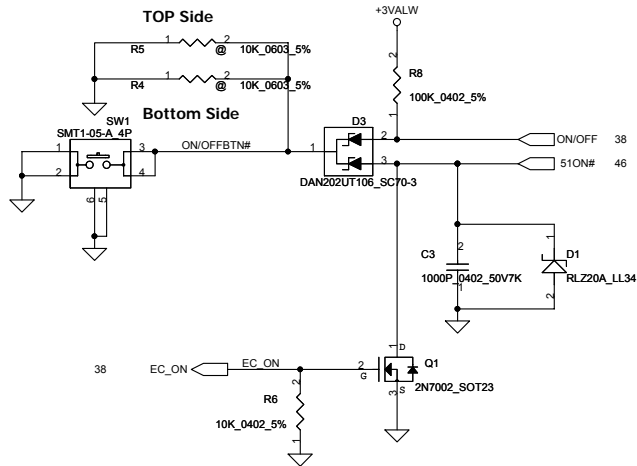 TOP Side
+3VALW
1 R5 2 @ 10K_0603_5%
1 R4 2 @ 10K_0603_5%
2 R8 1 100K_0402_5%
Bottom Side
SW1
SMT1-05-A_4P
1 3
2 4
6 5
ON/OFFBTN#
D3
1 2 3
DAN202UT106_SC70-3
ON/OFF 38
51ON# 46
C3
2 1
1000P_0402_50V7K
1 D1 2
RLZ20A_LL34
38 EC_ON EC_ON
2 G
1 D
3 S
Q1
2N7002_SOT23
2 R6 1
10K_0402_5%